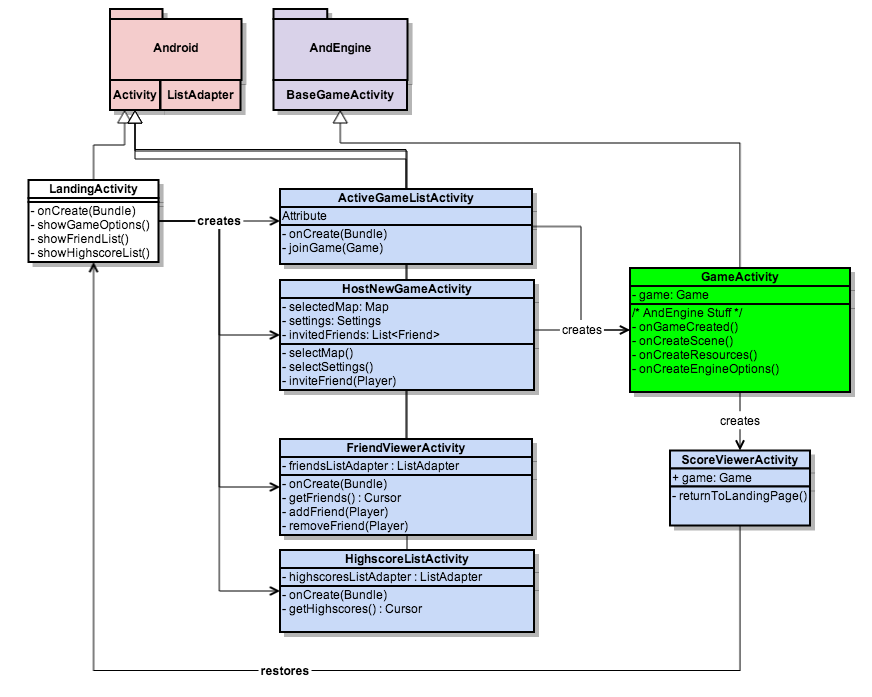 Android
AndEngine
Activity
ListAdapter
BaseGameActivity
LandingActivity
- onCreate(Bundle)
- showGameOptions()
- showFriendList()
- showHighscoreList()
creates
ActiveGameListActivity
Attribute
- onCreate(Bundle)
- joinGame(Game)
HostNewGameActivity
- selectedMap: Map
- settings: Settings
- invitedFriends: List<Friend>
- selectMap()
- selectSettings()
- inviteFriend(Player)
creates
GameActivity
- game: Game
/* AndEngine Stuff */
- onGameCreated()
- onCreateScene()
- onCreateResources()
- onCreateEngineOptions()
creates
FriendViewerActivity
- friendsListAdapter : ListAdapter
- onCreate(Bundle)
- getFriends() : Cursor
- addFriend(Player)
- removeFriend(Player)
ScoreViewerActivity
+ game: Game
- returnToLandingPage()
HighscoreListActivity
- highscoresListAdapter : ListAdapter
- onCreate(Bundle)
- getHighscores() : Cursor
restores